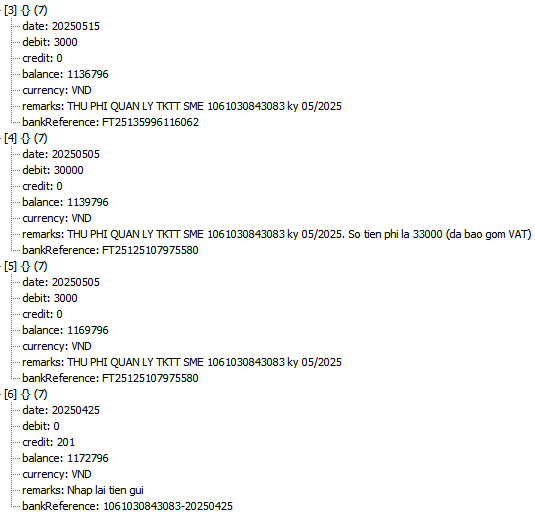 [3] {} (7)
date: 20250515
debit: 3000
credit: 0
balance: 1136796
currency: VND
remarks: THU PHI QUAN LY TKTT SME 1061030843083 ky 05/2025
bankReference: FT25135996116062
[4] {} (7)
date: 20250505
debit: 30000
credit: 0
balance: 1139796
currency: VND
remarks: THU PHI QUAN LY TKTT SME 1061030843083 ky 05/2025. So tien phi la 33000 (da bao gom VAT)
bankReference: FT25125107975580
[5] {} (7)
date: 20250505
debit: 3000
credit: 0
balance: 1169796
currency: VND
remarks: THU PHI QUAN LY TKTT SME 1061030843083 ky 05/2025
bankReference: FT25125107975580
[6] {} (7)
date: 20250425
debit: 0
credit: 201
balance: 1172796
currency: VND
remarks: Nhap lai tien gui
bankReference: 1061030843083-20250425